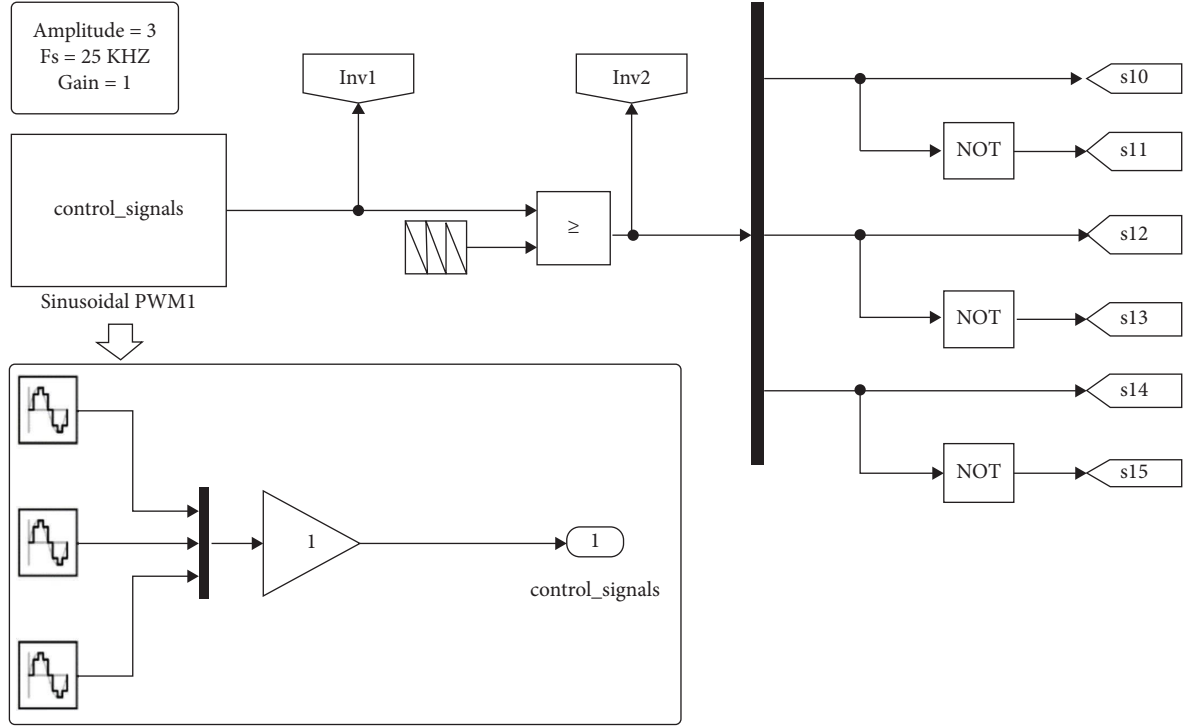 Amplitude = 3
Fs = 25 KHZ
Gain = 1
Inv1
Inv2
s10
NOT
s11
control_signals
≥
s12
Sinusoidal PWM1
NOT
s13
s14
NOT
s15
1
1
control_signals